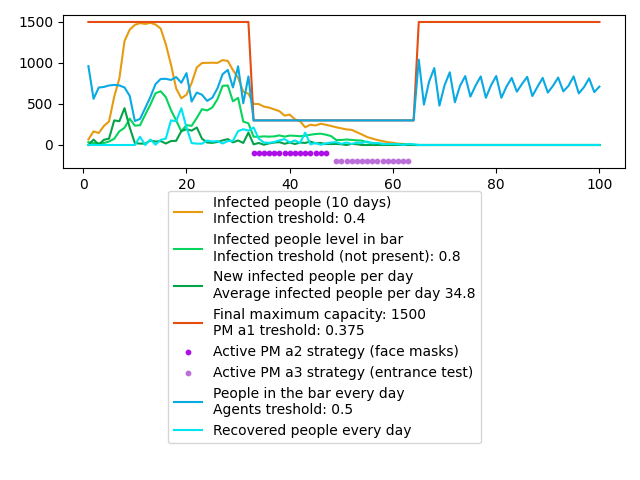 1500
1000
500
0
0
20
40
60
80
100
Infected people (10 days)
Infection treshold: 0.4
Infected people level in bar
Infection treshold (not present): 0.8
New infected people per day
Average infected people per day 34.8
Final maximum capacity: 1500
PM a1 treshold: 0.375
Active PM a2 strategy (face masks)
Active PM a3 strategy (entrance test)
People in the bar every day
Agents treshold: 0.5
Recovered people every day